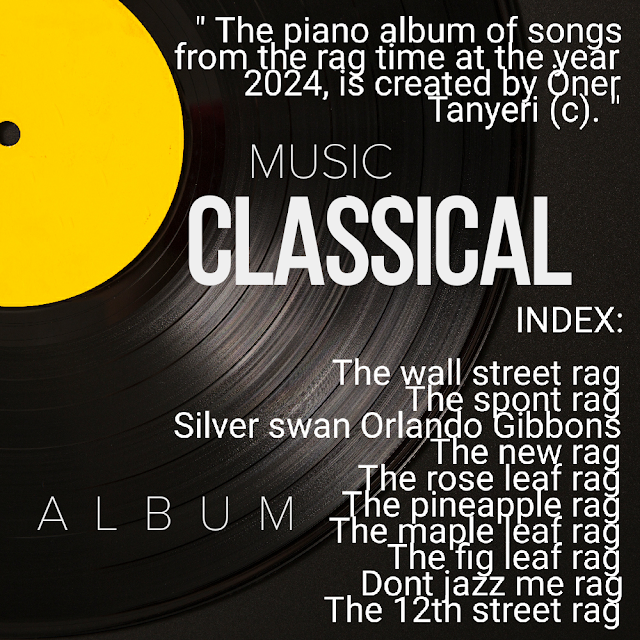 " The piano album of songs
from the rag time at the year
2024, is created by Öner
Tanyeri (c). "
MUSIC
CLASSICAL
INDEX:
The wall street rag
The spont rag
Silver swan Orlando Gibbons
The new rag
The rose leaf rag
The pineapple rag
The maple leaf rag
The fig leaf rag
Dont jazz me rag
The 12th street rag
ALBUM